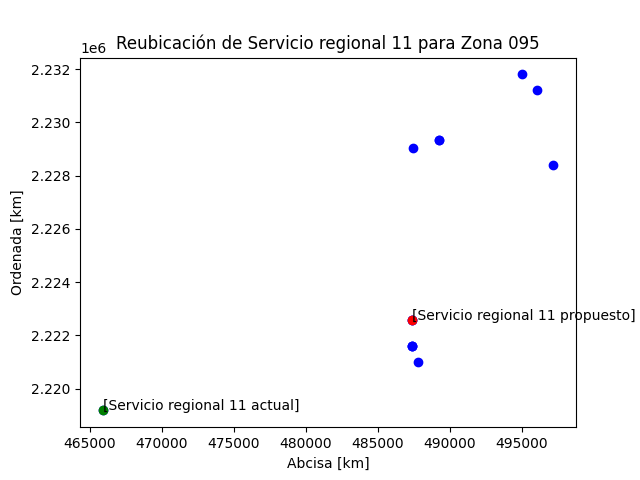 Reubicación de Servicio regional 11 para Zona 095
1e6
2.232
2.230
2.228
2.226
2.224
2.222
2.220
Ordenada [km]
[Servicio regional 11 propuesto]
[Servicio regional 11 actual]
465000 470000 475000 480000 485000 490000 495000
Abcisa [km]